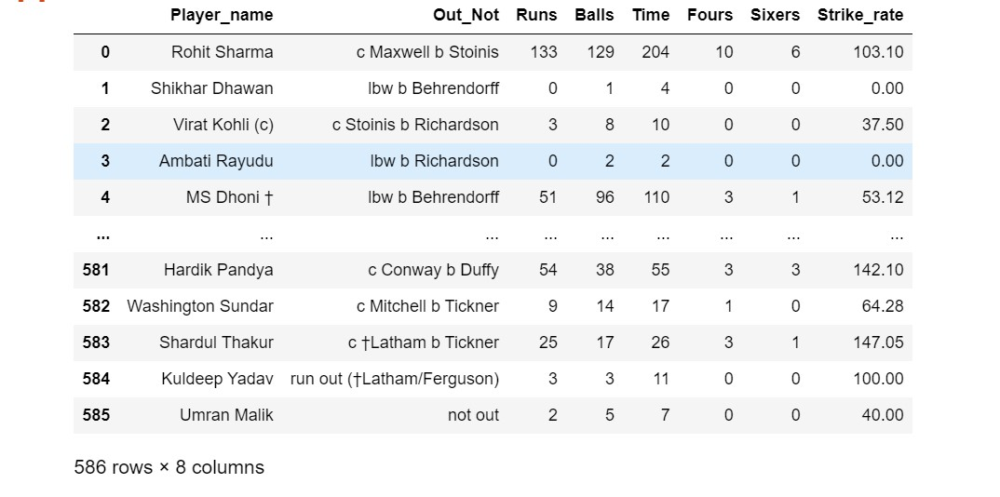 Player_name Out_Not Runs Balls Time Fours Sixers Strike_rate
0 Rohit Sharma c Maxwell b Stoinis 133 129 204 10 6 103.10
1 Shikhar Dhawan lbw b Behrendorff 0 1 4 0 0 0.00
2 Virat Kohli (c) c Stoinis b Richardson 3 8 10 0 0 37.50
3 Ambati Rayudu lbw b Richardson 0 2 2 0 0 0.00
4 MS Dhoni † lbw b Behrendorff 51 96 110 3 1 53.12
... ... ... ... ... ... ... ... ...
581 Hardik Pandya c Conway b Duffy 54 38 55 3 3 142.10
582 Washington Sundar c Mitchell b Tickner 9 14 17 1 0 64.28
583 Shardul Thakur c †Latham b Tickner 25 17 26 3 1 147.05
584 Kuldeep Yadav run out (†Latham/Ferguson) 3 3 11 0 0 100.00
585 Umran Malik not out 2 5 7 0 0 40.00
586 rows × 8 columns